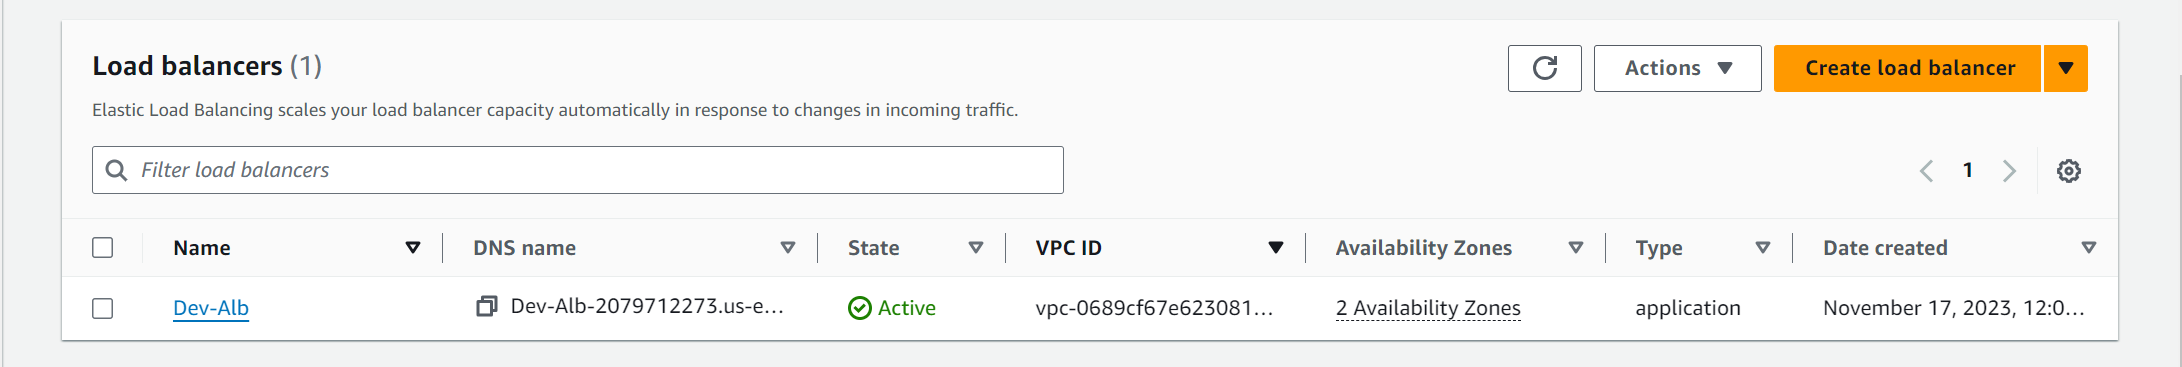 Load balancers (1)
Actions
Create load balancer
Elastic Load Balancing scales your load balancer capacity automatically in response to changes in incoming traffic.
Filter load balancers
1
Name DNS name State VPC ID Availability Zones Type Date created
Dev-Alb Dev-Alb-2079712273.us-e... Active vpc-0689cf67e623081... 2 Availability Zones application November 17, 2023, 12:0...